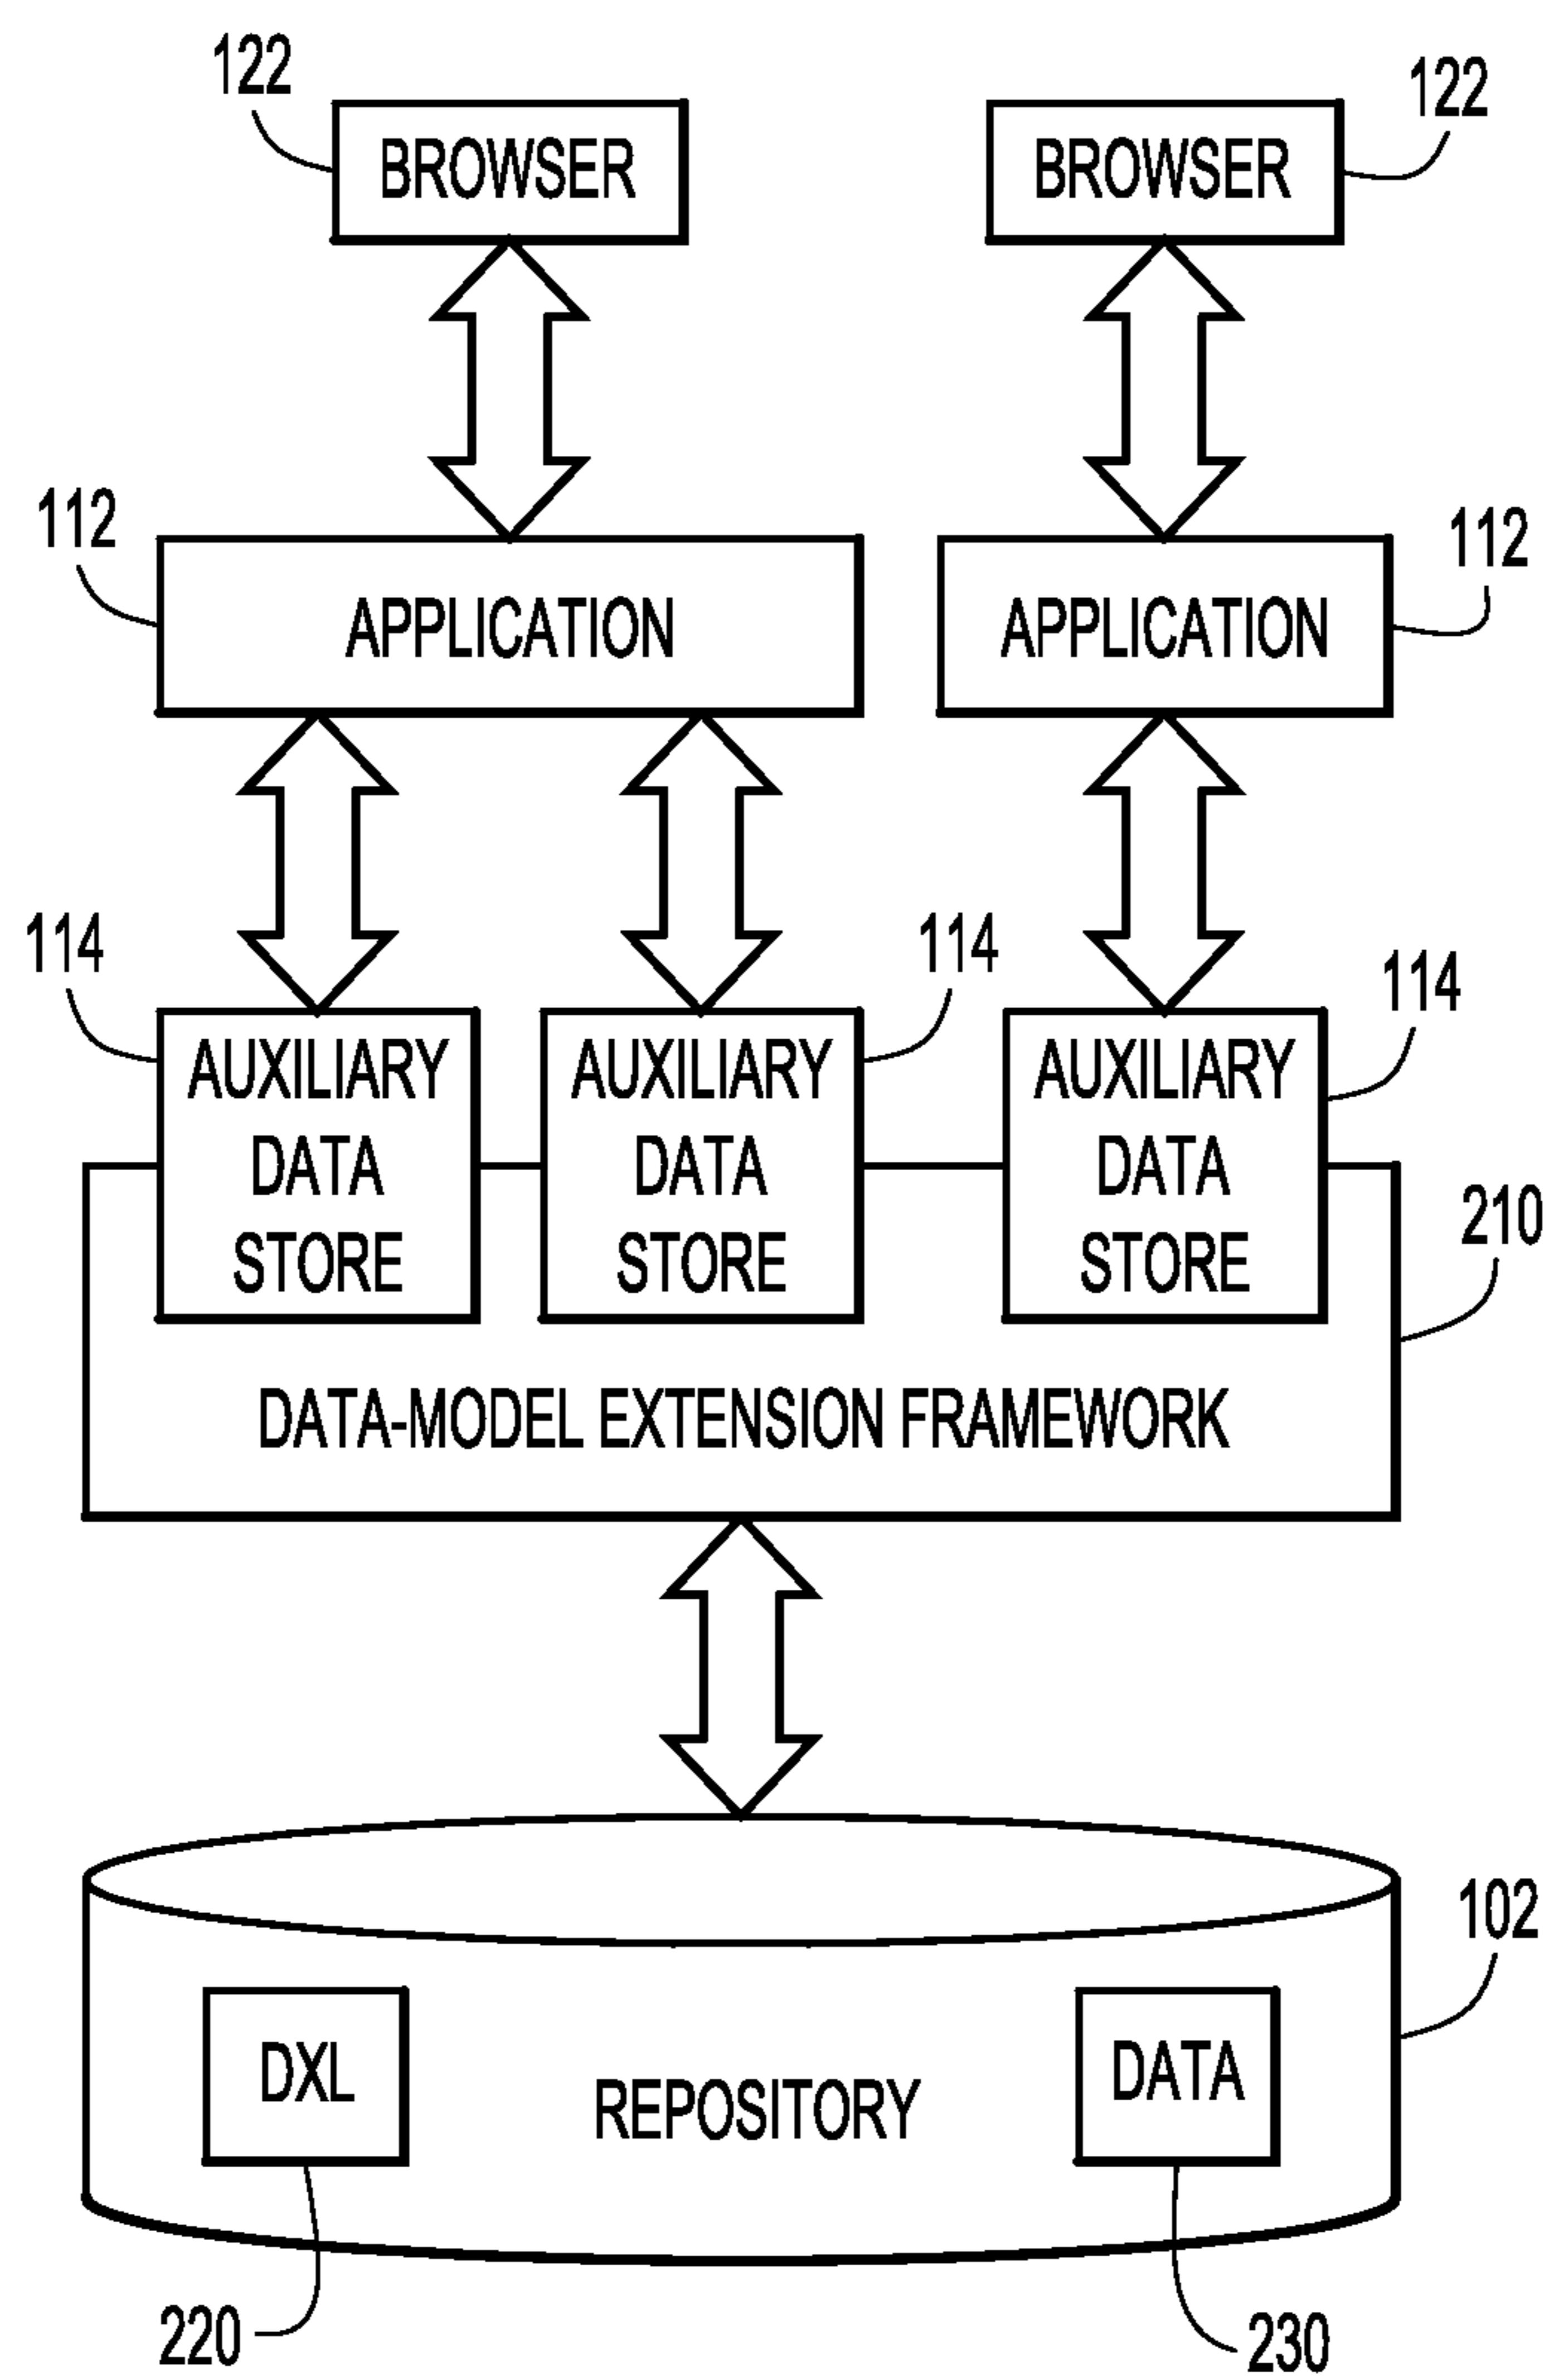 122
122
BROWSER
BROWSER
112
112
APPLICATION
APPLICATION
114
114
114
AUXILIARY
DATA
STORE
AUXILIARY
DATA
STORE
AUXILIARY
DATA
STORE
210
DATA-MODEL EXTENSION FRAMEWORK
102
DXL
REPOSITORY
DATA
220
230